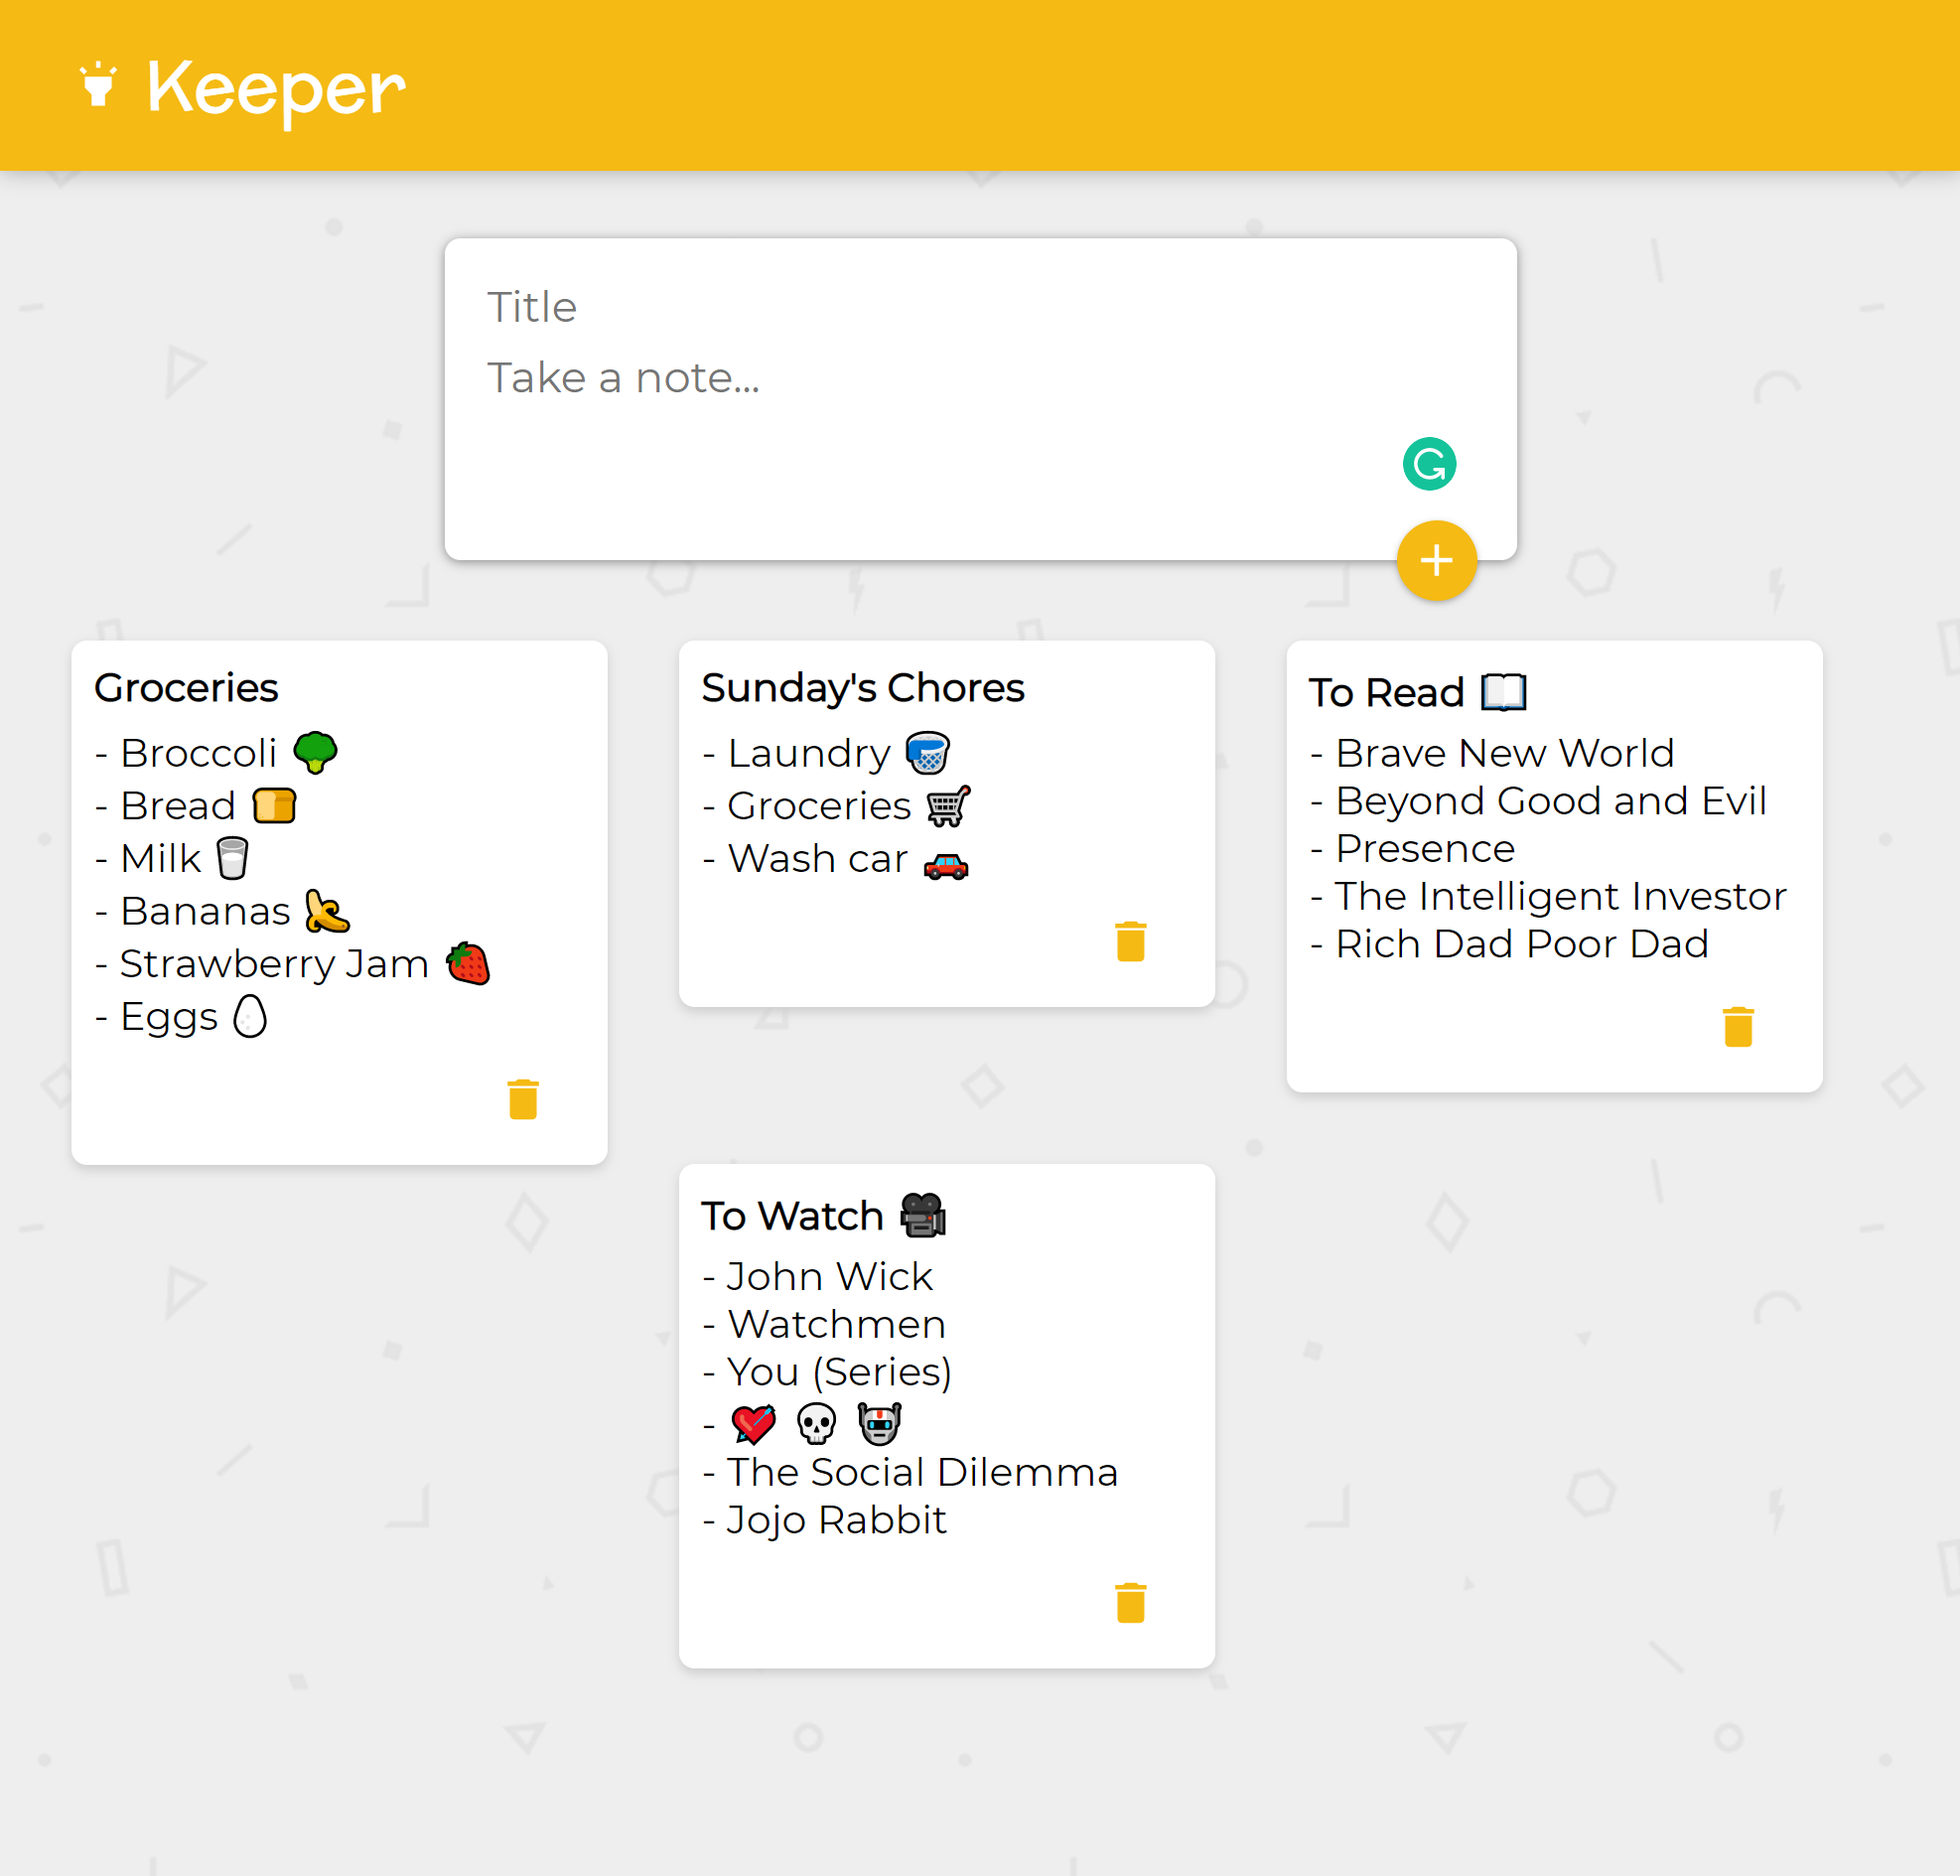 Keeper
Title
Take a note...
Groceries
- Broccoli 🥦
- Bread 🍞
- Milk 🥛
- Bananas 🍌
- Strawberry Jam 🍓
- Eggs 🥚
Sunday's Chores
- Laundry 🧺
- Groceries 🛒
- Wash car 🚗
To Read 📖
- Brave New World
- Beyond Good and Evil
- Presence
- The Intelligent Investor
- Rich Dad Poor Dad
To Watch 🎥
- John Wick
- Watchmen
- You (Series)
- 💘 💀 🤖
- The Social Dilemma
- Jojo Rabbit